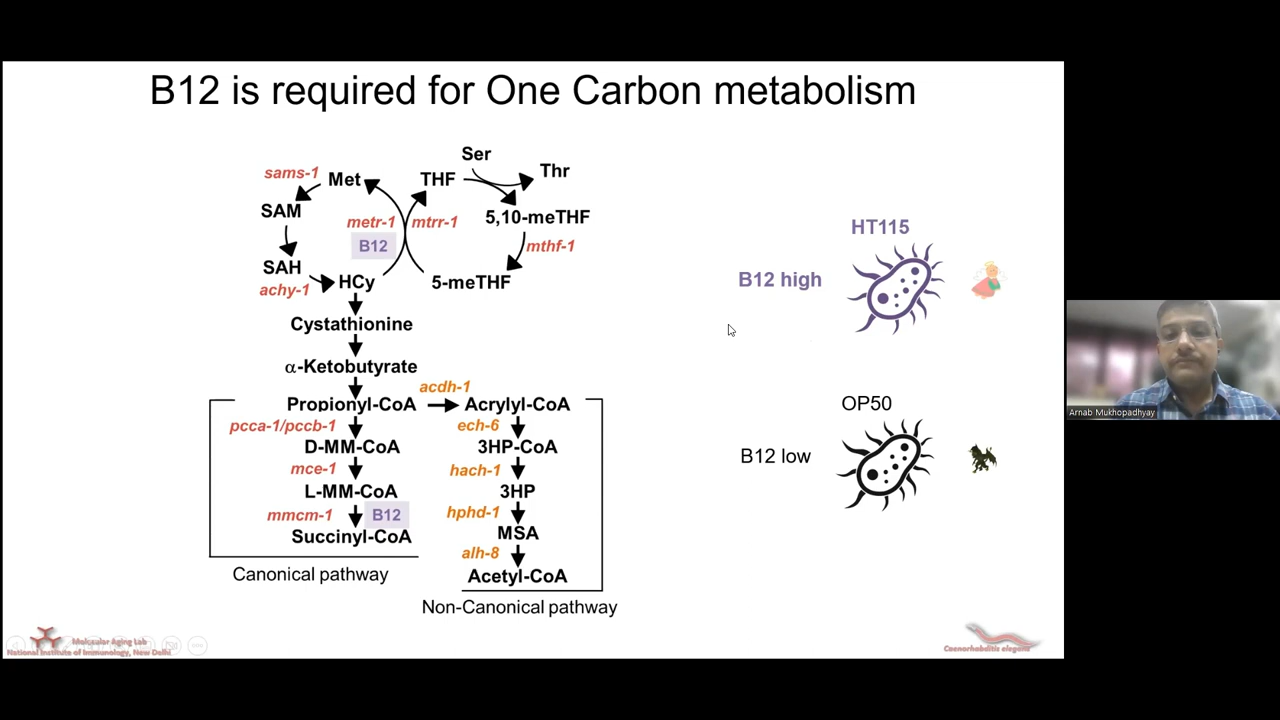 B12 is required for One Carbon metabolism
Ser
sams-1
Met
THF
Thr
SAM
metr-1
mtrr-1
5,10-meTHF
B12
mthf-1
SAH
achy-1
HCy
5-meTHF
Cystathionine
α-Ketobutyrate
acdh-1
Propionyl-CoA
Acrylyl-CoA
pcca-1/pccb-1
ech-6
D-MM-CoA
3HP-CoA
mce-1
hach-1
L-MM-CoA
3HP
mmcm-1
B12
hphd-1
MSA
Succinyl-CoA
alh-8
Canonical pathway
Acetyl-CoA
Non-Canonical pathway
HT115
B12 high
OP50
B12 low
Arnab Mukhopadhyay
Molecular Aging Lab
National Institute of Immunology, New Delhi
Caenorhabditis elegans